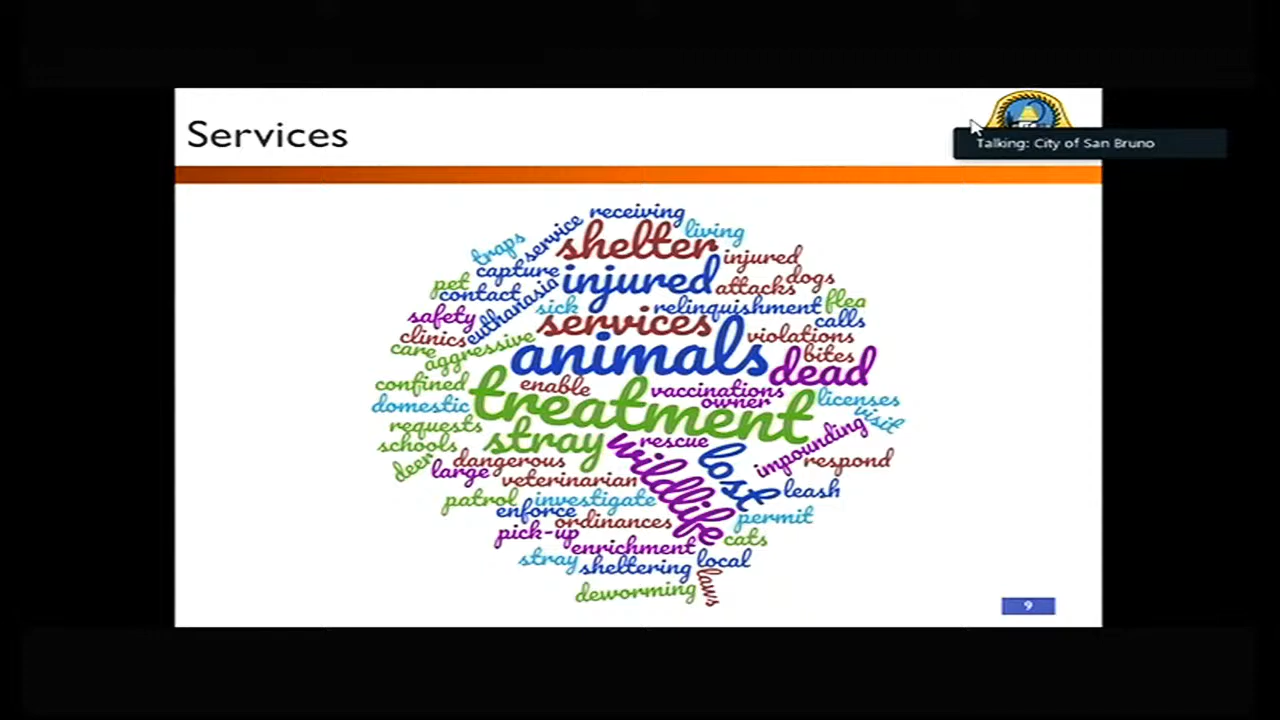 Services
Talking: City of San Bruno
receiving
living
traps
service
shelter
injured
capture
injured
dogs
pet
attacks
contact
euthanasia
sick
relinquishment
flea
safety
services
calls
clinics
violations
care
aggressive
animals
bites
dead
confined
enable
vaccinations
licenses
domestic
treatment
owner
visit
requests
schools
stray
rescue
impounding
deer
large
dangerous
wildlife
lost
respond
veterinarian
leash
patrol
investigate
enforce
ordinances
permit
pick-up
enrichment
cats
stray
sheltering
local
deworming
laws
9